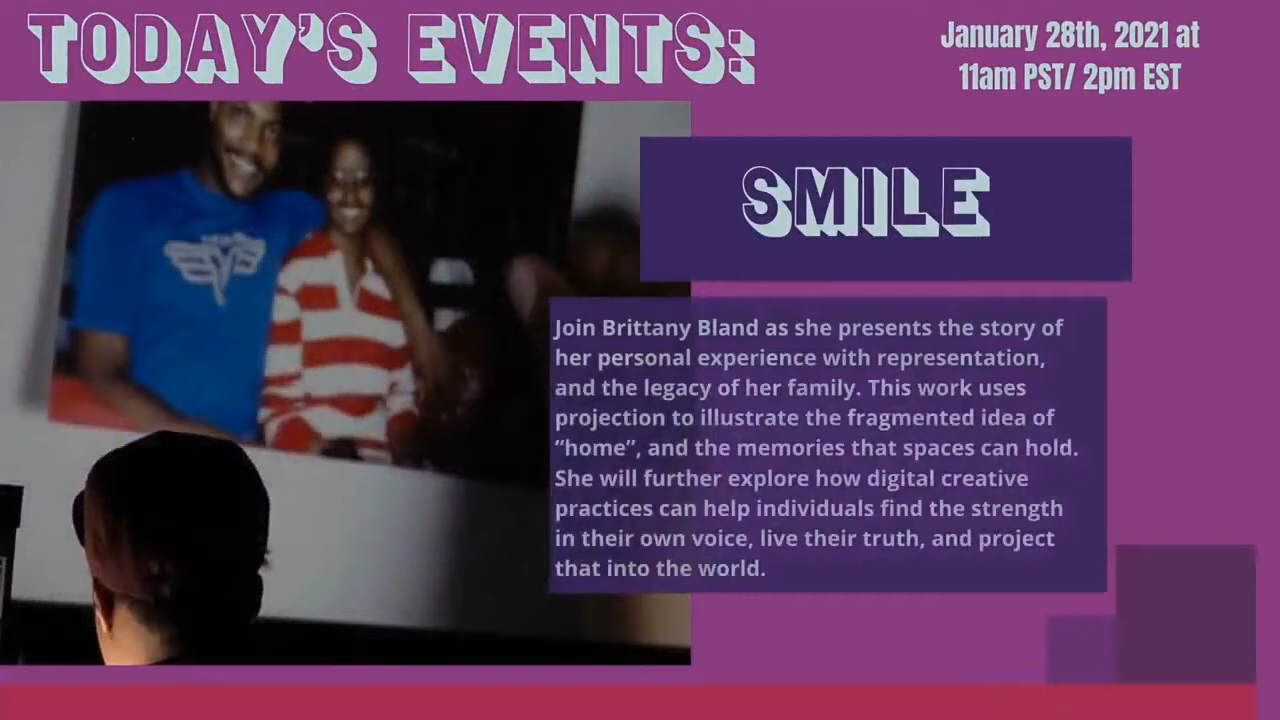 TODAY'S EVENTS:
January 28th, 2021 at
11am PST/ 2pm EST
SMILE
Join Brittany Bland as she presents the story of
her personal experience with representation,
and the legacy of her family. This work uses
projection to illustrate the fragmented idea of
“home”, and the memories that spaces can hold.
She will further explore how digital creative
practices can help individuals find the strength
in their own voice, live their truth, and project
that into the world.